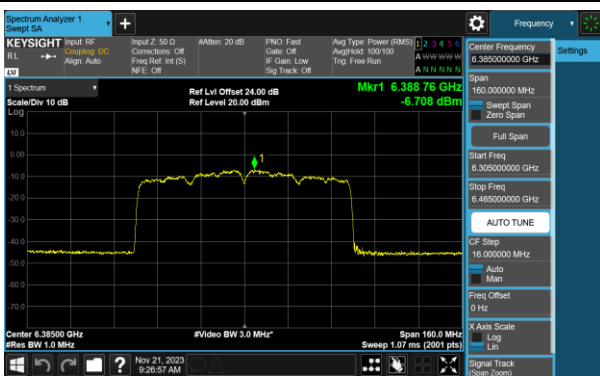 Spectrum Analyzer 1
Swept SA
Frequency
KEYSIGHT
RL
LXI
Input: RF
Coupling: DC
Align: Auto
Input Z: 50 Ω
Corrections: Off
Freq Ref: Int (S)
NFE: Off
#Atten: 20 dB
PNO: Fast
Gate: Off
IF Gain: Low
Sig Track: Off
Avg Type: Power (RMS)
Avg|Hold: 100/100
Trig: Free Run
1 2 3 4 5 6
A W W W W W
A N N N N N
1 Spectrum
Scale/Div 10 dB
Log
Ref Lvl Offset 24.00 dB
Ref Level 20.00 dBm
Mkr1 6.388 76 GHz
-6.708 dBm
1
10.0
0.00
-10.0
-20.0
-30.0
-40.0
-50.0
-60.0
-70.0
Center 6.38500 GHz
#Res BW 1.0 MHz
#Video BW 3.0 MHz*
Span 160.0 MHz
Sweep 1.07 ms (2001 pts)
Nov 21, 2023
9:26:57 AM
Center Frequency
6.385000000 GHz
Span
160.000000 MHz
Swept Span
Zero Span
Full Span
Start Freq
6.305000000 GHz
Stop Freq
6.465000000 GHz
AUTO TUNE
CF Step
16.000000 MHz
Auto
Man
Freq Offset
0 Hz
X Axis Scale
Log
Lin
Signal Track
(Span Zoom)
Settings